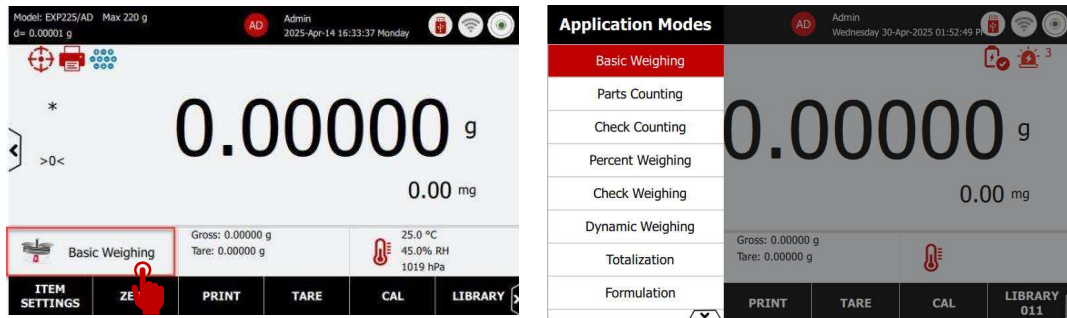 Model: EXP225/AD Max 220 g
d= 0.00001 g
AD
Admin
2025-Apr-14 16:33:37 Monday
*
>0<
0.00000 g
0.00 mg
Basic Weighing
Gross: 0.00000 g
Tare: 0.00000 g
25.0 °C
45.0% RH
1019 hPa
ITEM
SETTINGS
PRINT
TARE
CAL
LIBRARY
Application Modes
AD
Admin
Wednesday 30-Apr-2025 01:52:49
Basic Weighing
Parts Counting
Check Counting
Percent Weighing
Check Weighing
Dynamic Weighing
Totalization
Formulation
3
0.00000 g
0.00 mg
Gross: 0.00000 g
Tare: 0.00000 g
PRINT
TARE
CAL
LIBRARY
011